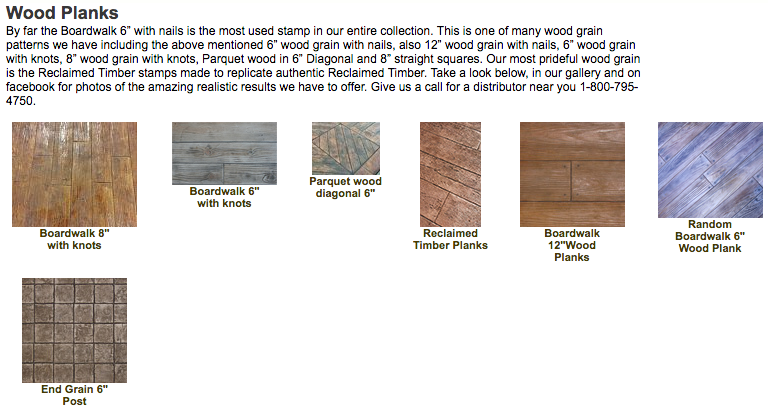 Wood Planks
By far the Boardwalk 6” with nails is the most used stamp in our entire collection. This is one of many wood grain
patterns we have including the above mentioned 6” wood grain with nails, also 12” wood grain with nails, 6” wood grain
with knots, 8” wood grain with knots, Parquet wood in 6” Diagonal and 8” straight squares. Our most prideful wood grain
is the Reclaimed Timber stamps made to replicate authentic Reclaimed Timber. Take a look below, in our gallery and on
facebook for photos of the amazing realistic results we have to offer. Give us a call for a distributor near you 1-800-795-
4750.
Boardwalk 8"
with knots
Boardwalk 6"
with knots
Parquet wood
diagonal 6"
Reclaimed
Timber Planks
Boardwalk
12"Wood
Planks
Random
Boardwalk 6"
Wood Plank
End Grain 6"
Post